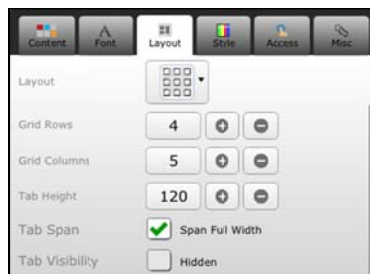 Content Font Layout Style Access Misc
Layout
Grid Rows 4
Grid Columns 5
Tab Height 120
Tab Span Span Ful Width
Tab Visibility Hidden